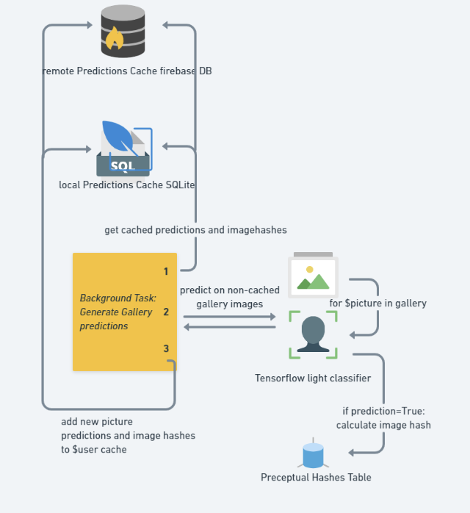 remote Predictions Cache firebase DB
SQL
local Predictions Cache SQLite
get cached predictions and imagehashes
1
Background Task:
Generate Gallery
predictions
2
3
predict on non-cached
gallery images
for $picture in gallery
Tensorflow light classifier
if prediction=True:
calculate image hash
add new picture
predictions and image hashes
to $user cache
Preceptual Hashes Table